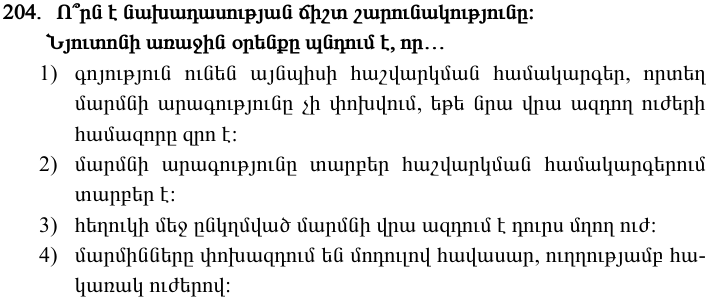 204. Ո՞րն է նախադասության ճիշտ շարունակությունը:
Նյուտոնի առաջին օրենքը պնդում է, որ…
1) գոյություն ունեն այնպիսի հաշվարկման համակարգեր, որտեղ
մարմնի արագությունը չի փոխվում, եթե նրա վրա ազդող ուժերի
համազորը զրո է:
2) մարմնի արագությունը տարբեր հաշվարկման համակարգերում
տարբեր է:
3) հեղուկի մեջ ընկղմված մարմնի վրա ազդում է դուրս մղող ուժ:
4) մարմինները փոխազդում են մոդուլով հավասար, ուղղությամբ հա-
կառակ ուժերով: